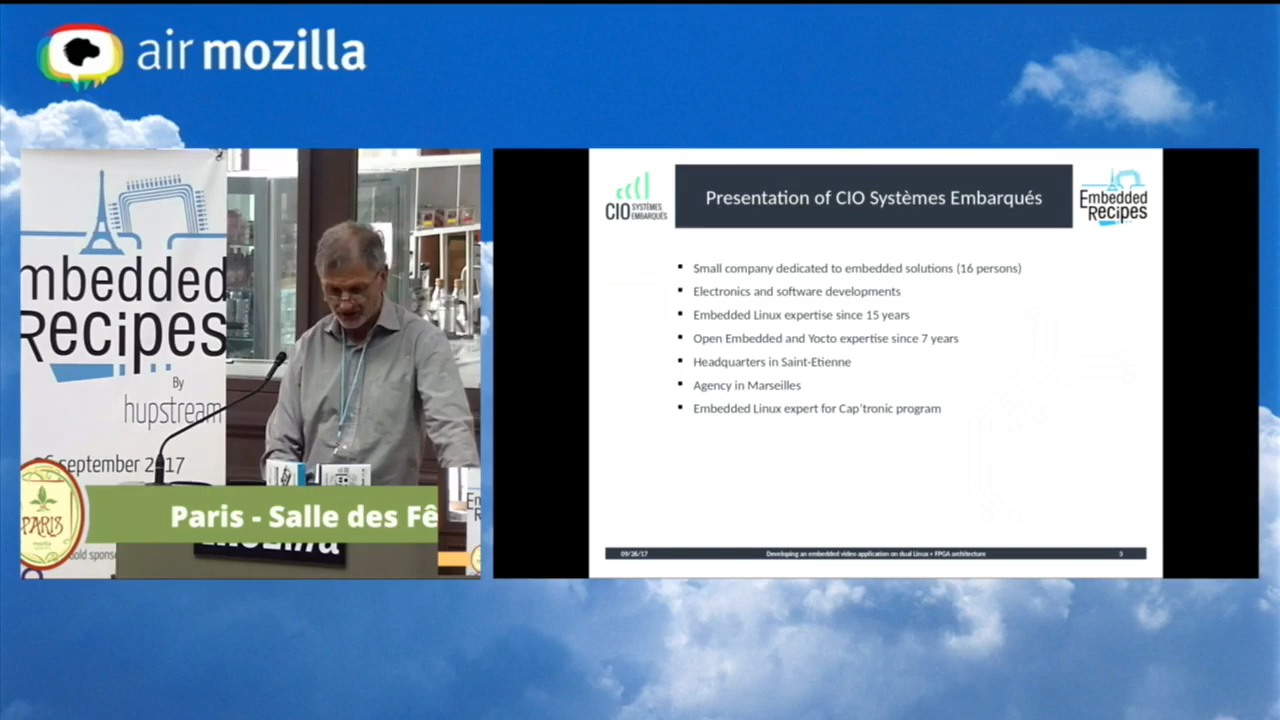 air mozilla
mbedded
Recipes
By
hupstream
september 2017
PARIS
mozilla
Paris - Salle des Fê
mozilla
CIO SYSTÈMES
EMBARQUÉS
Presentation of CIO Systèmes Embarqués
Embedded
Recipes
Small company dedicated to embedded solutions (16 persons)
Electronics and software developments
Embedded Linux expertise since 15 years
Open Embedded and Yocto expertise since 7 years
Headquarters in Saint-Etienne
Agency in Marseilles
Embedded Linux expert for Cap'tronic program
09/26/17
Developing an embedded video application on dual Linux + FPGA architecture
3